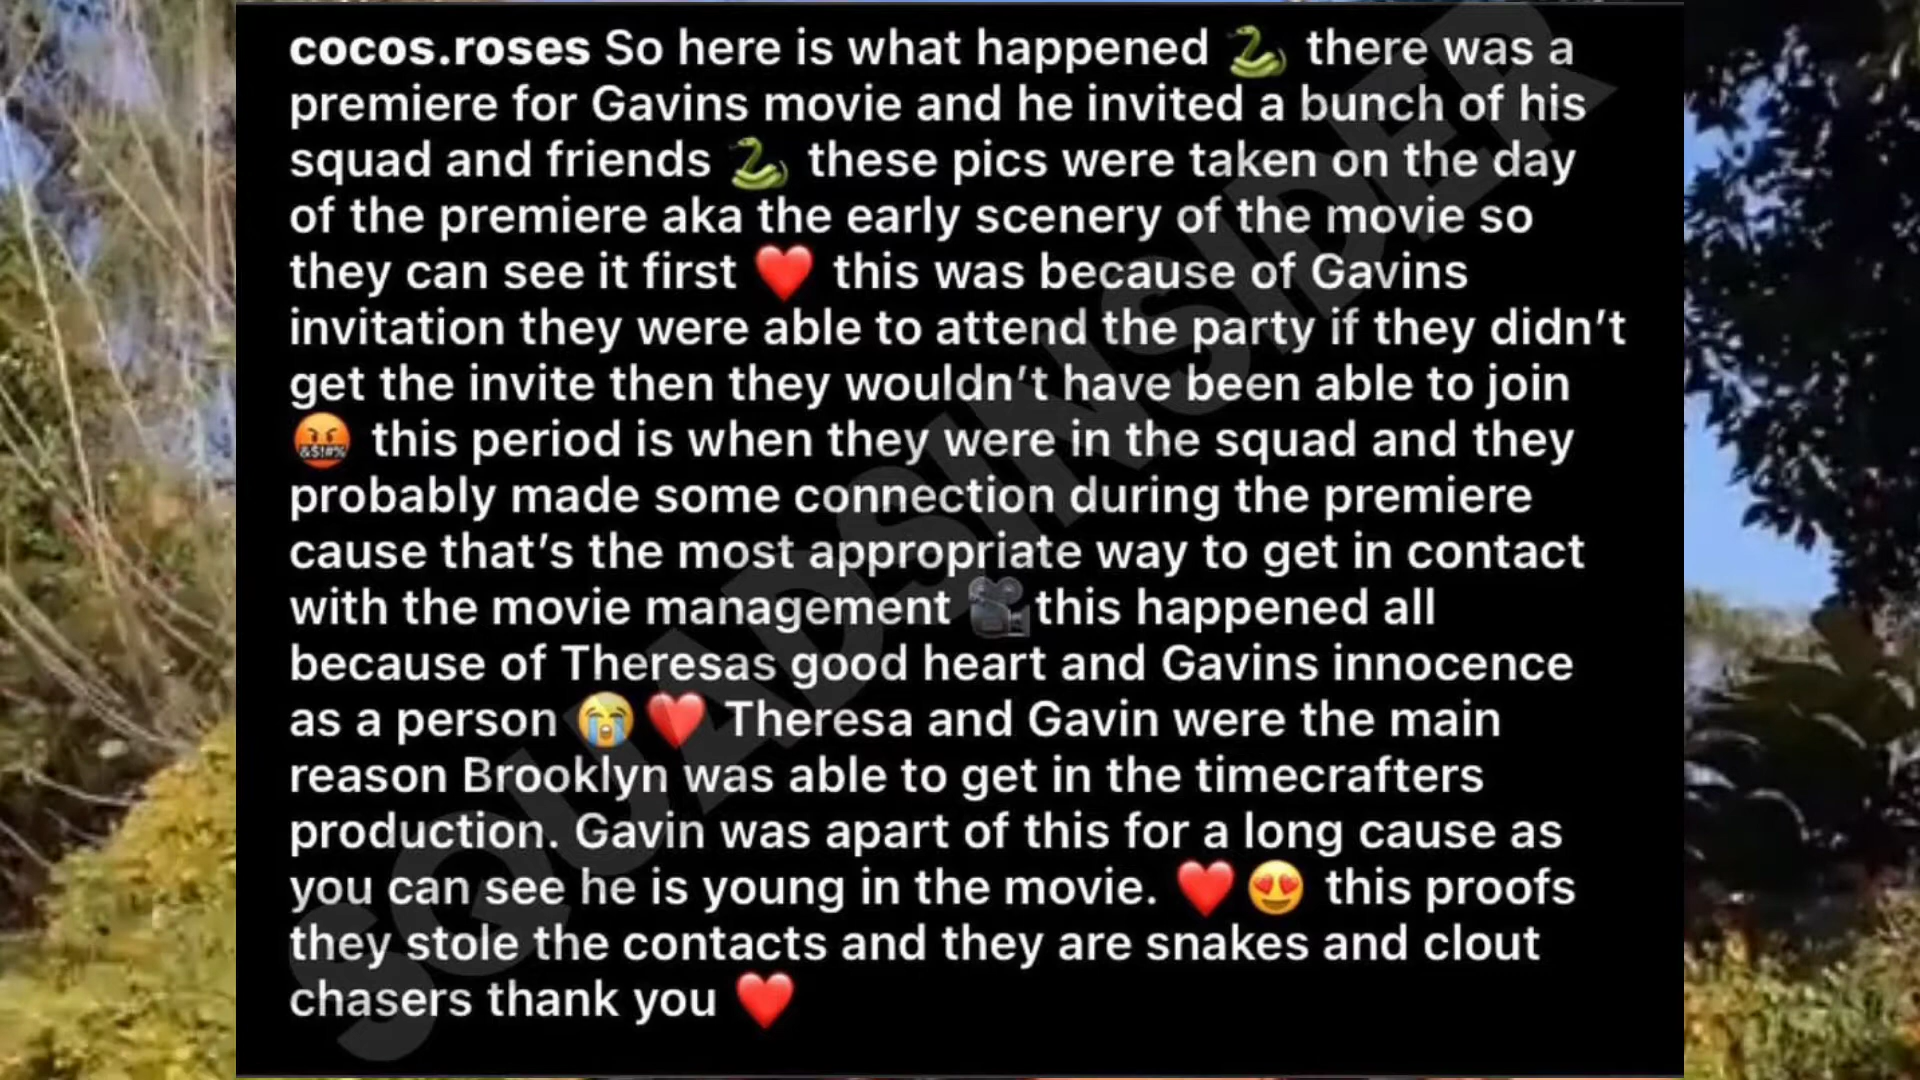 cocos.roses So here is what happened 🐍 there was a
premiere for Gavins movie and he invited a bunch of his
squad and friends 🐍 these pics were taken on the day
of the premiere aka the early scenery of the movie so
they can see it first ❤️ this was because of Gavins
invitation they were able to attend the party if they didn’t
get the invite then they wouldn’t have been able to join
🤬 this period is when they were in the squad and they
probably made some connection during the premiere
cause that’s the most appropriate way to get in contact
with the movie management 🎥 this happened all
because of Theresas good heart and Gavins innocence
as a person 😭❤️ Theresa and Gavin were the main
reason Brooklyn was able to get in the timecrafters
production. Gavin was apart of this for a long cause as
you can see he is young in the movie. ❤️😍 this proofs
they stole the contacts and they are snakes and clout
chasers thank you ❤️
SQUADSINSIDER